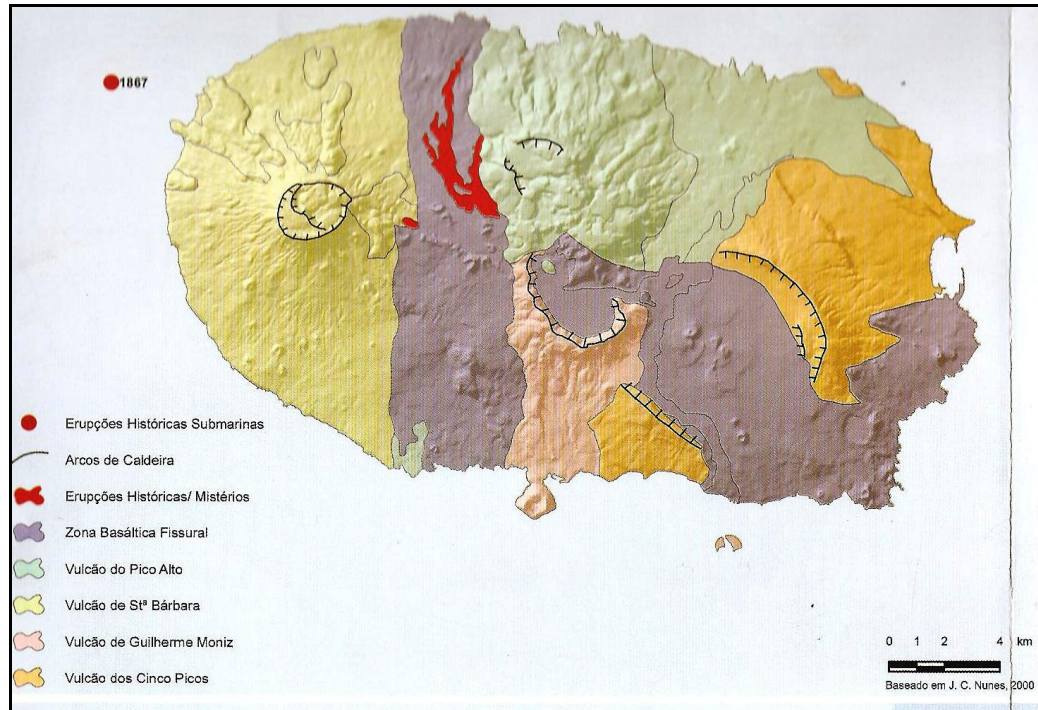 1867
Erupções Históricas Submarinas
Arcos de Caldeira
Erupções Históricas/ Mistérios
Zona Basáltica Fissural
Vulcão do Pico Alto
Vulcão de Stª Bárbara
Vulcão de Guilherme Moniz
Vulcão dos Cinco Picos
0 1 2 4 km
Baseado em J. C. Nunes, 2000